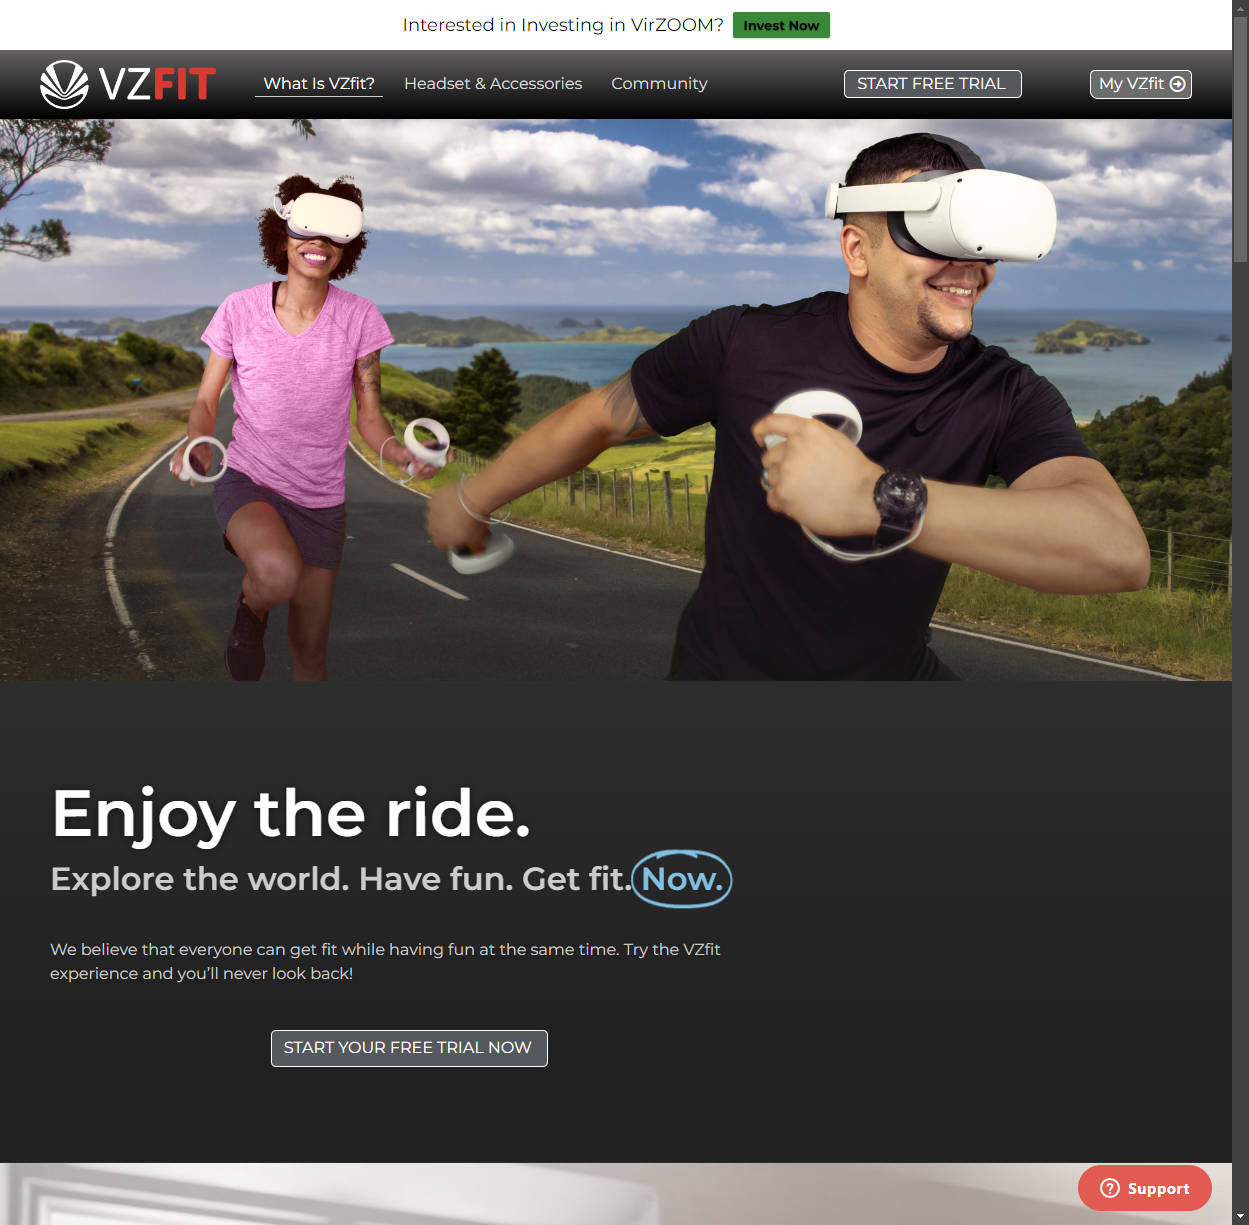 Interested in Investing in VirZOOM? Invest Now
VZFIT What Is VZfit? Headset & Accessories Community START FREE TRIAL My VZfit
Enjoy the ride.
Explore the world. Have fun. Get fit. Now.
We believe that everyone can get fit while having fun at the same time. Try the VZfit
experience and you’ll never look back!
START YOUR FREE TRIAL NOW
Support